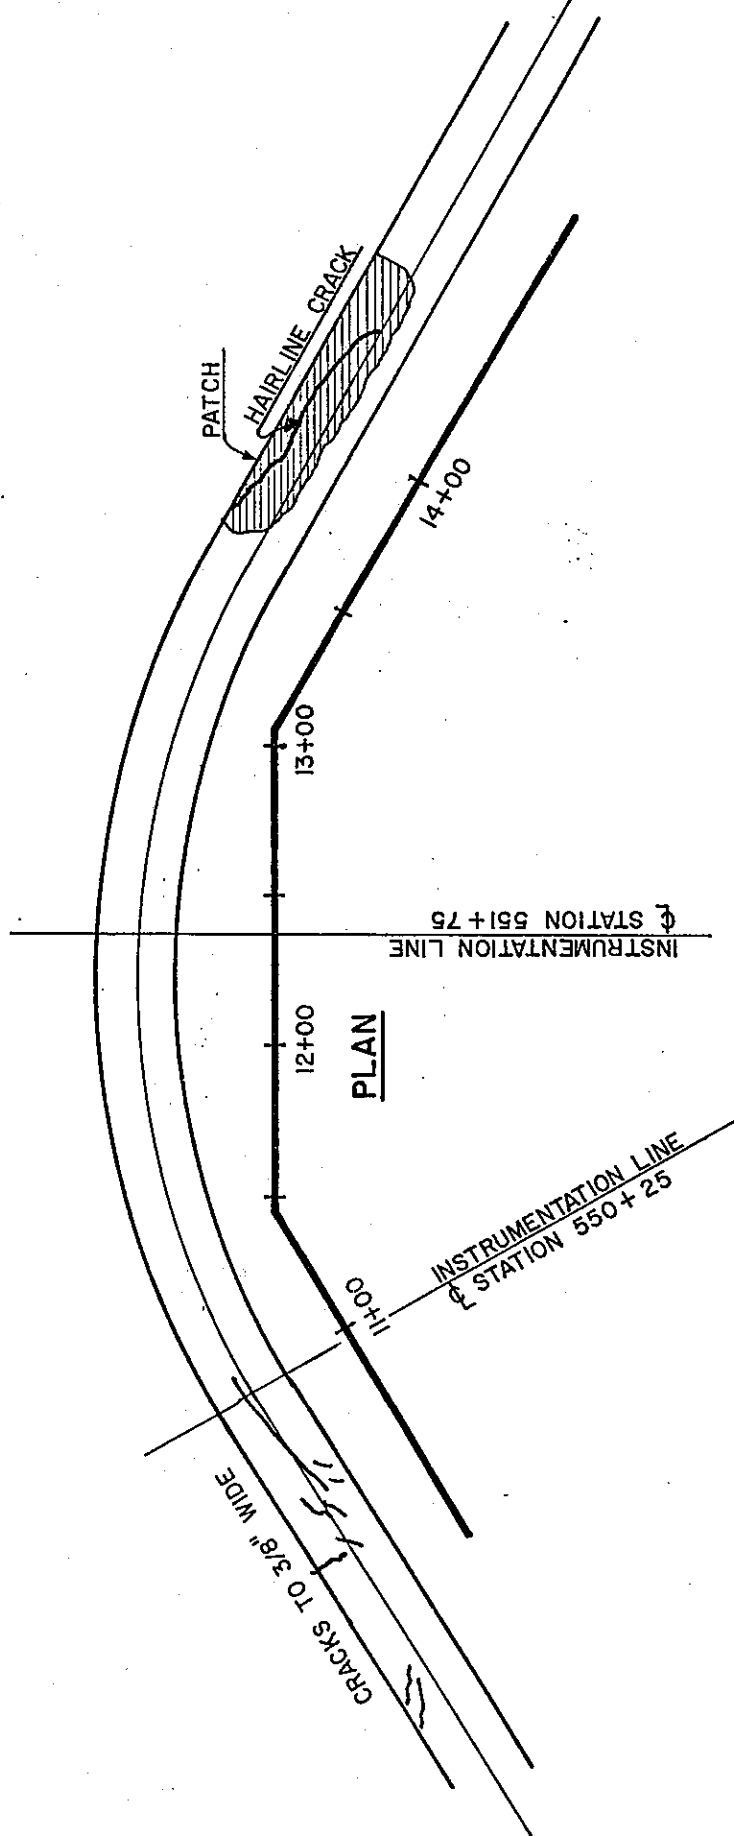 PATCH
HAIRLINE CRACK
14+00
13+00
INSTRUMENTATION LINE
℄ STATION 551+75
12+00
PLAN
INSTRUMENTATION LINE
℄ STATION 550+25
11+00
CRACKS TO 3/8" WIDE